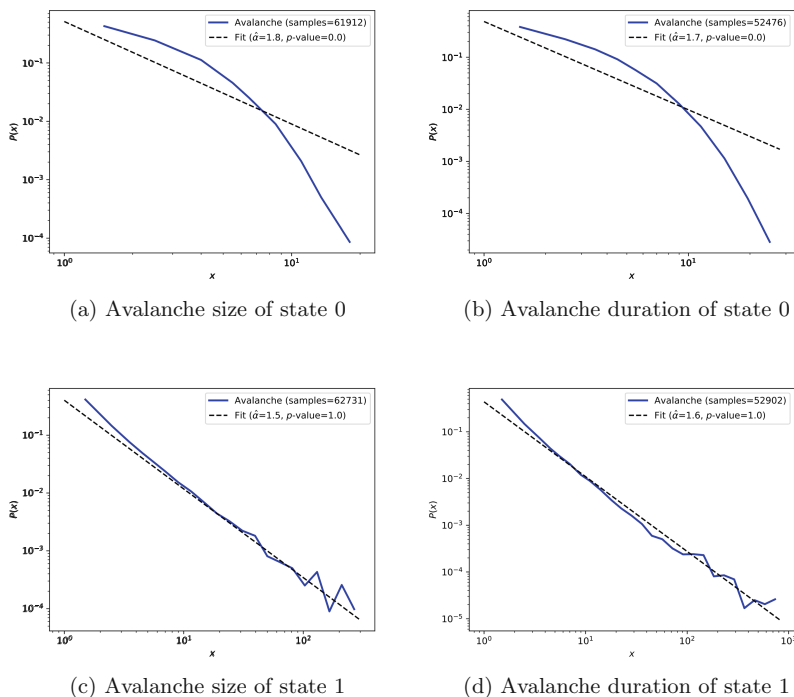 Avalanche (samples=61912)
Fit (α̂=1.8, p-value=0.0)
10⁻¹
10⁻²
10⁻³
10⁻⁴
P(x)
10⁰
10¹
x
(a) Avalanche size of state 0
Avalanche (samples=52476)
Fit (α̂=1.7, p-value=0.0)
10⁻¹
10⁻²
10⁻³
10⁻⁴
P(x)
10⁰
10¹
x
(b) Avalanche duration of state 0
Avalanche (samples=62731)
Fit (α̂=1.5, p-value=1.0)
10⁻¹
10⁻²
10⁻³
10⁻⁴
P(x)
10⁰
10¹
10²
x
(c) Avalanche size of state 1
Avalanche (samples=52902)
Fit (α̂=1.6, p-value=1.0)
10⁻¹
10⁻²
10⁻³
10⁻⁴
10⁻⁵
P(x)
10⁰
10¹
10²
10³
x
(d) Avalanche duration of state 1